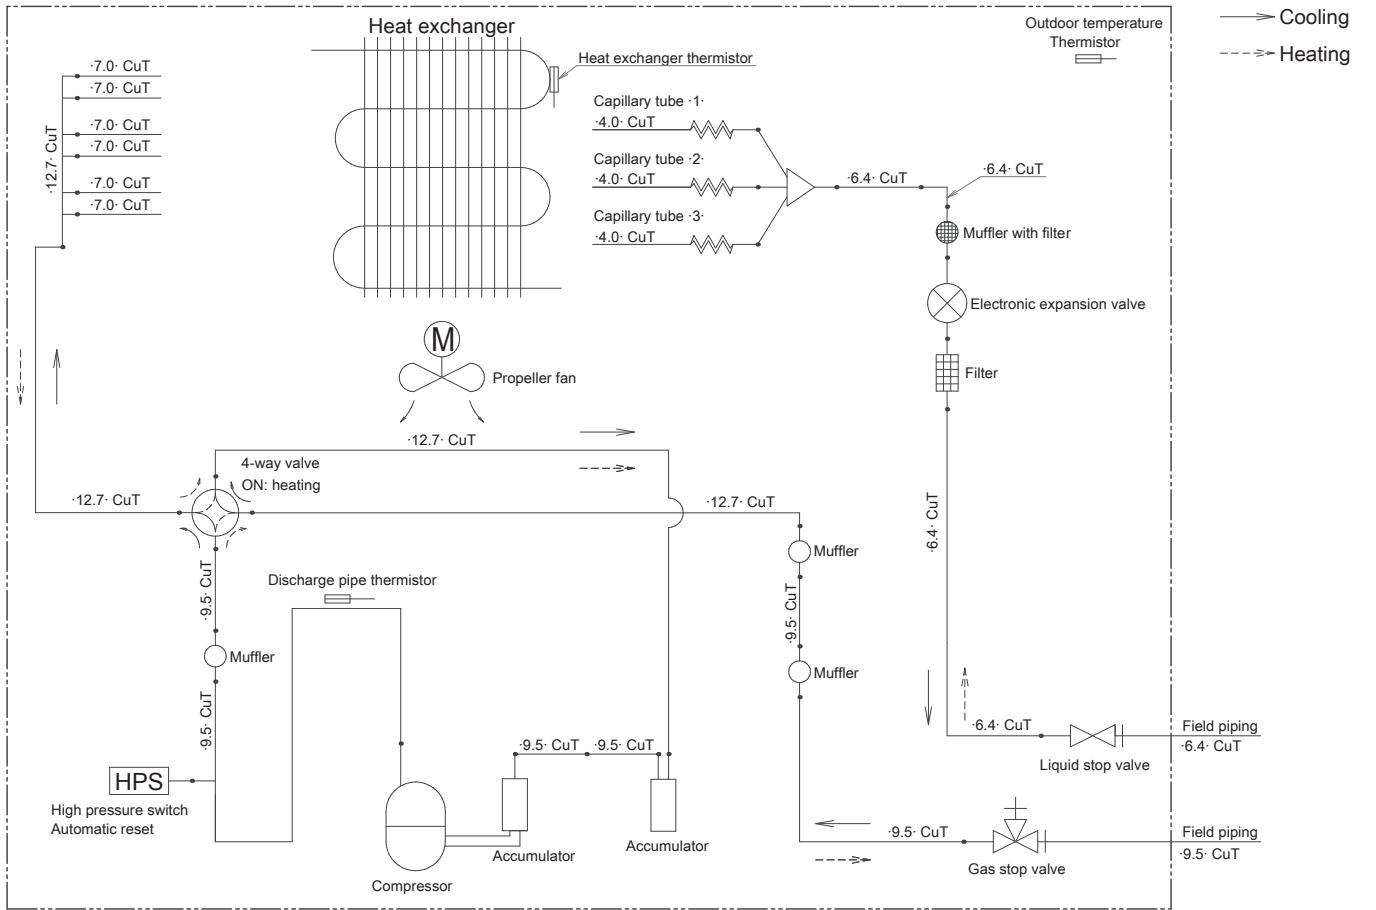 Heat exchanger
Outdoor temperature
Thermistor
Cooling
Heating
Heat exchanger thermistor
·7.0· CuT
·7.0· CuT
·7.0· CuT
·7.0· CuT
·7.0· CuT
·7.0· CuT
·12.7· CuT
Capillary tube ·1·
·4.0· CuT
Capillary tube ·2·
·4.0· CuT
Capillary tube ·3·
·4.0· CuT
·6.4· CuT
·6.4· CuT
Muffler with filter
Electronic expansion valve
Filter
M
Propeller fan
·12.7· CuT
4-way valve
ON: heating
·12.7· CuT
·12.7· CuT
·6.4· CuT
Muffler
·9.5· CuT
Discharge pipe thermistor
·9.5· CuT
Muffler
Muffler
·9.5· CuT
·6.4· CuT
Field piping
·6.4· CuT
Liquid stop valve
·9.5· CuT
·9.5· CuT
HPS
High pressure switch
Automatic reset
Accumulator
Accumulator
Compressor
·9.5· CuT
Field piping
·9.5· CuT
Gas stop valve